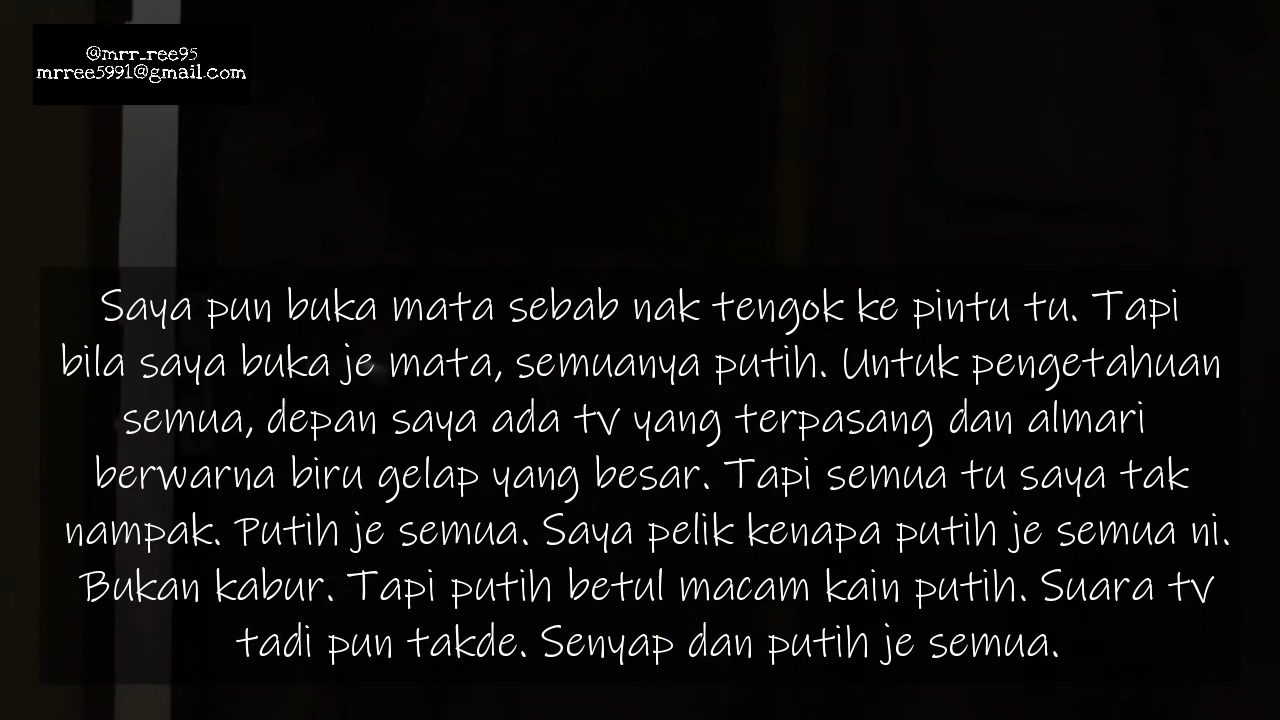 @mrr_ree95
mrree5991@gmail.com
Saya pun buka mata sebab nak tengok ke pintu tu. Tapi
bila saya buka je mata, semuanya putih. Untuk pengetahuan
semua, depan saya ada tv yang terpasang dan almari
berwarna biru gelap yang besar. Tapi semua tu saya tak
nampak. Putih je semua. Saya pelik kenapa putih je semua ni.
Bukan kabur. Tapi putih betul macam kain putih. Suara tv
tadi pun takde. Senyap dan putih je semua.